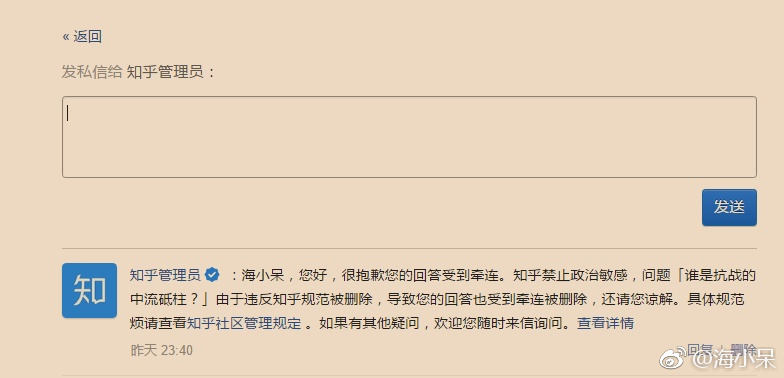 « 返回
发私信给 知乎管理员：
发送
知 知乎管理员 ：海小呆，您好，很抱歉您的回答受到牵连。知乎禁止政治敏感，问题「谁是抗战的
中流砥柱？」由于违反知乎规范被删除，导致您的回答也受到牵连被删除，还请您谅解。具体规范
烦请查看知乎社区管理规定 。如果有其他疑问，欢迎您随时来信询问。查看详情
昨天 23:40 回复 | 删除
@海小呆